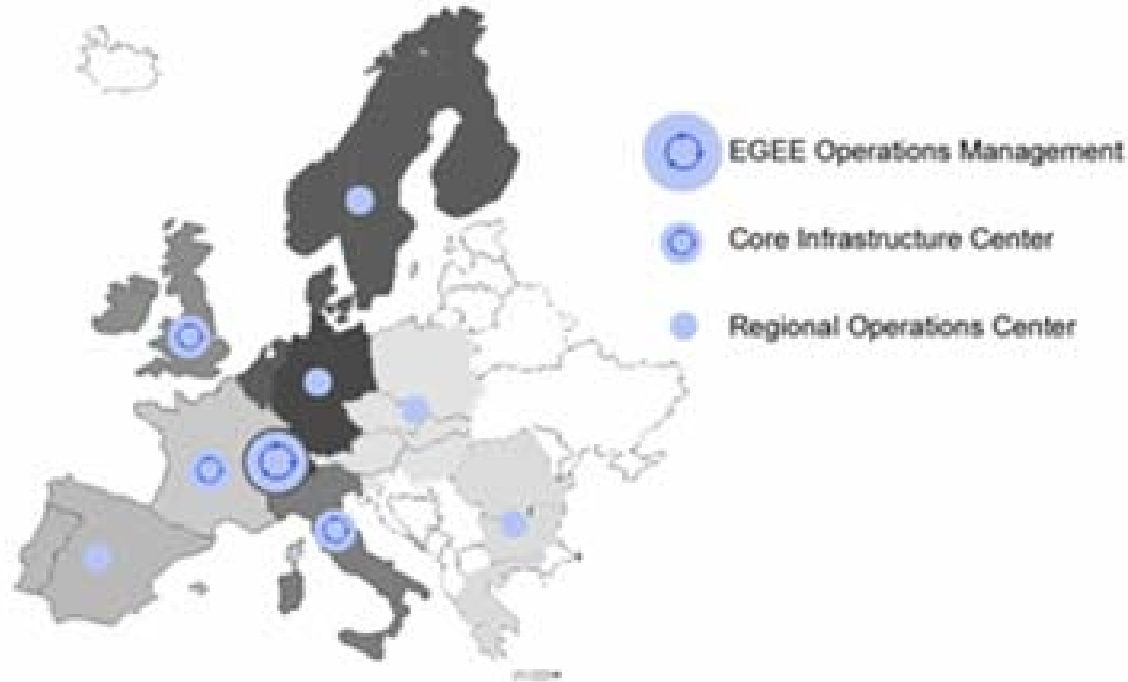 EGEE Operations Management
Core Infrastructure Center
Regional Operations Center